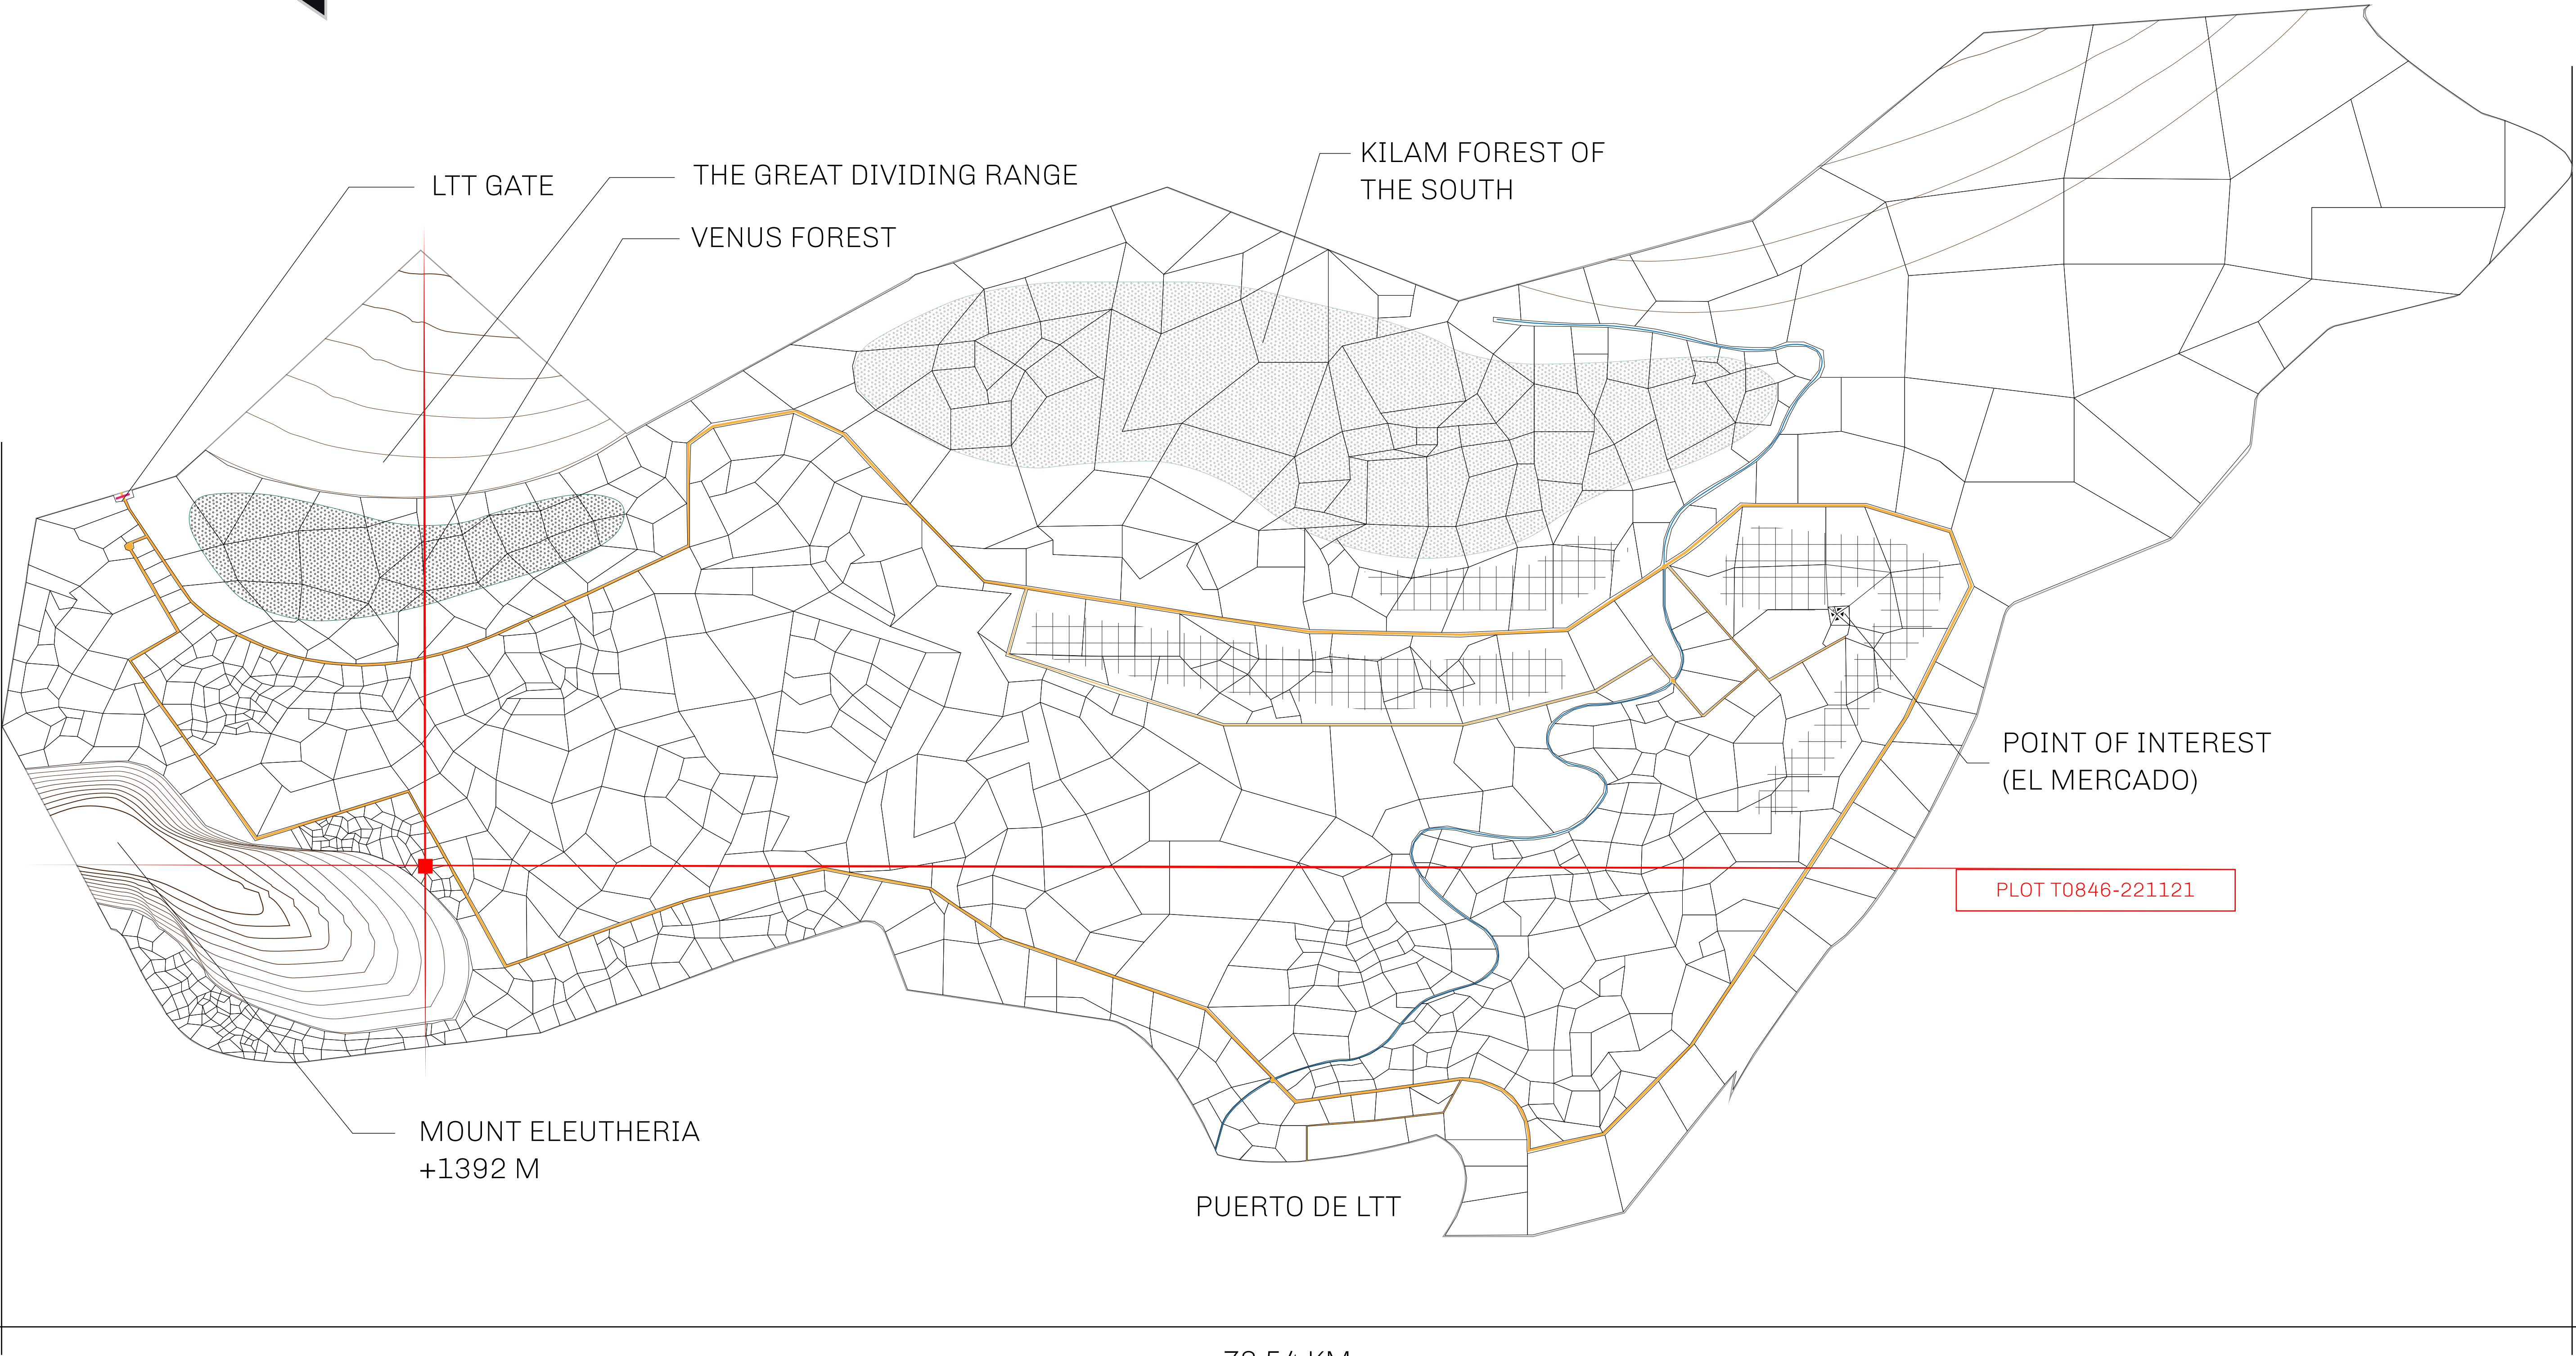 KILAM FOREST OF
THE SOUTH
THE GREAT DIVIDING RANGE
LTT GATE
VENUS FOREST
POINT OF INTEREST
(EL MERCADO)
PLOT T0846-221121
MOUNT ELEUTHERIA
+1392 M
PUERTO DE LTT
KM